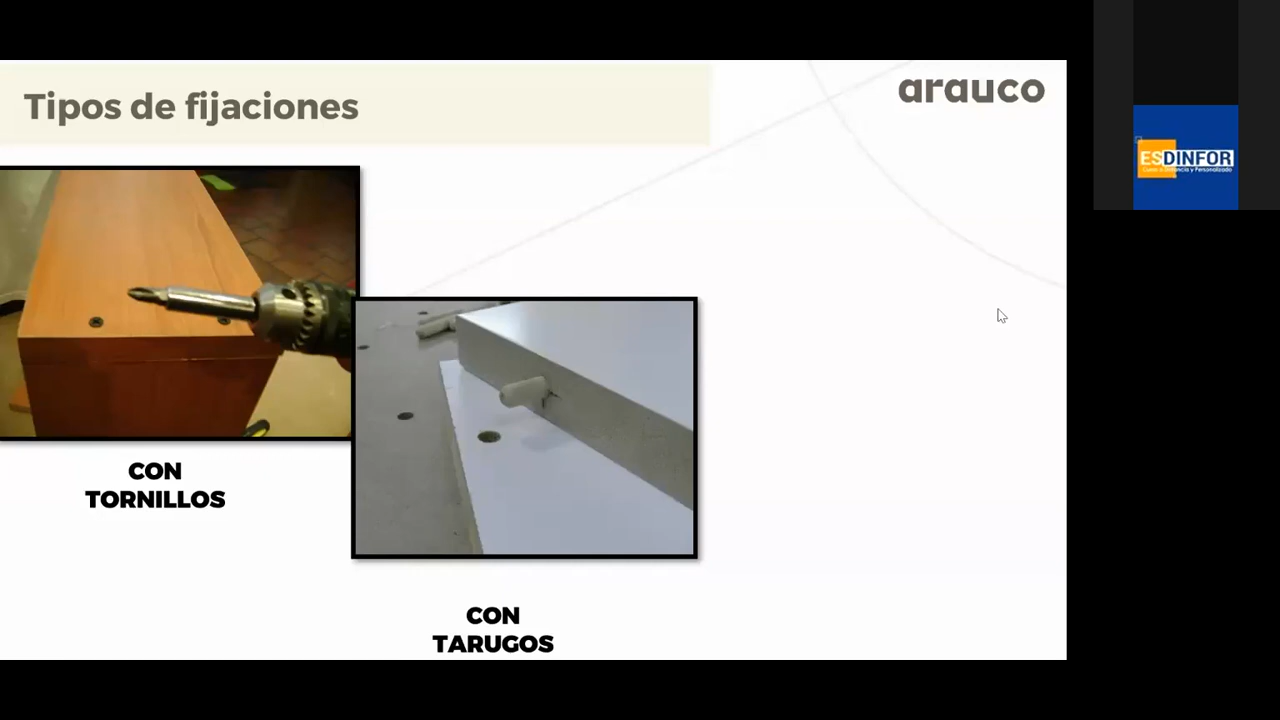 Tipos de fijaciones
arauco
ESDINFOR
CON
TORNILLOS
CON
TARUGOS